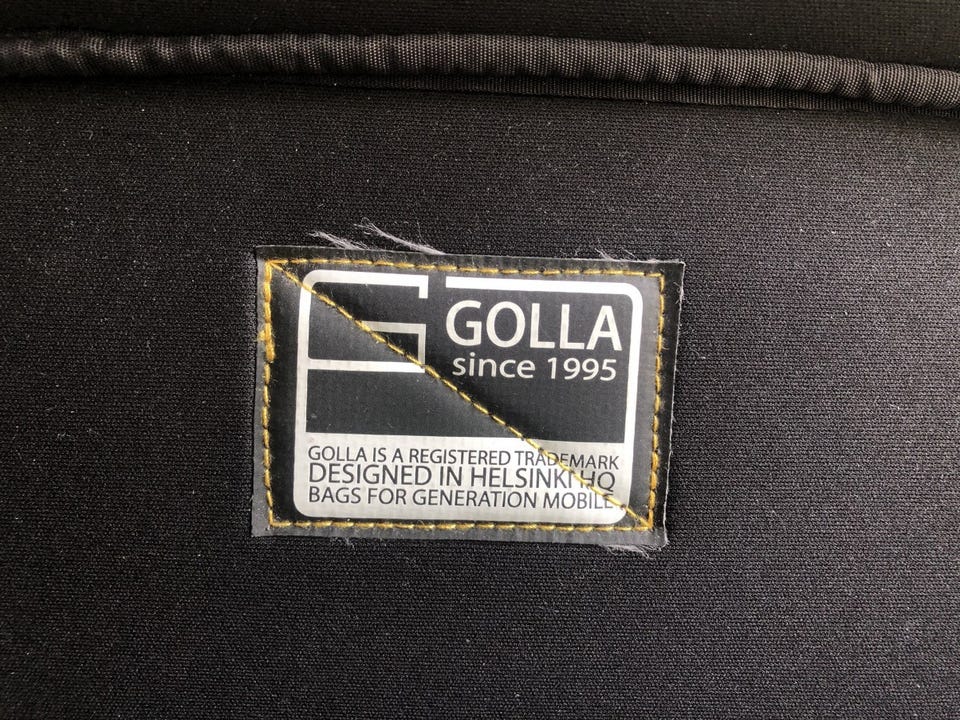 GOLLA
since 1995
GOLLA IS A REGISTERED TRADEMARK
DESIGNED IN HELSINKI HQ
BAGS FOR GENERATION MOBILE